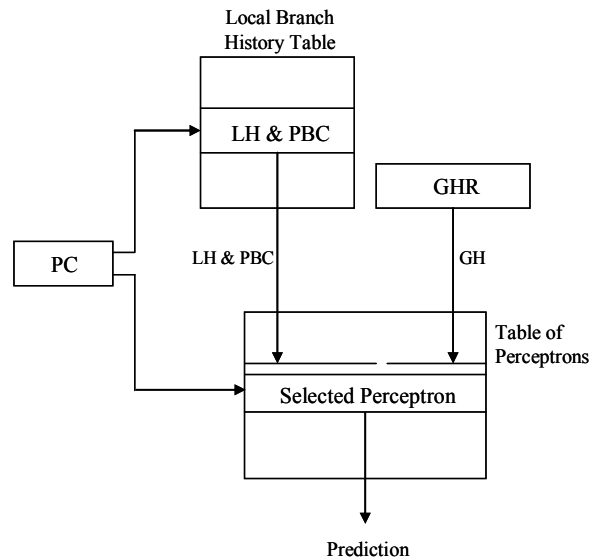 Local Branch
History Table
LH & PBC
GHR
PC
LH & PBC
GH
Table of
Perceptrons
Selected Perceptron
Prediction